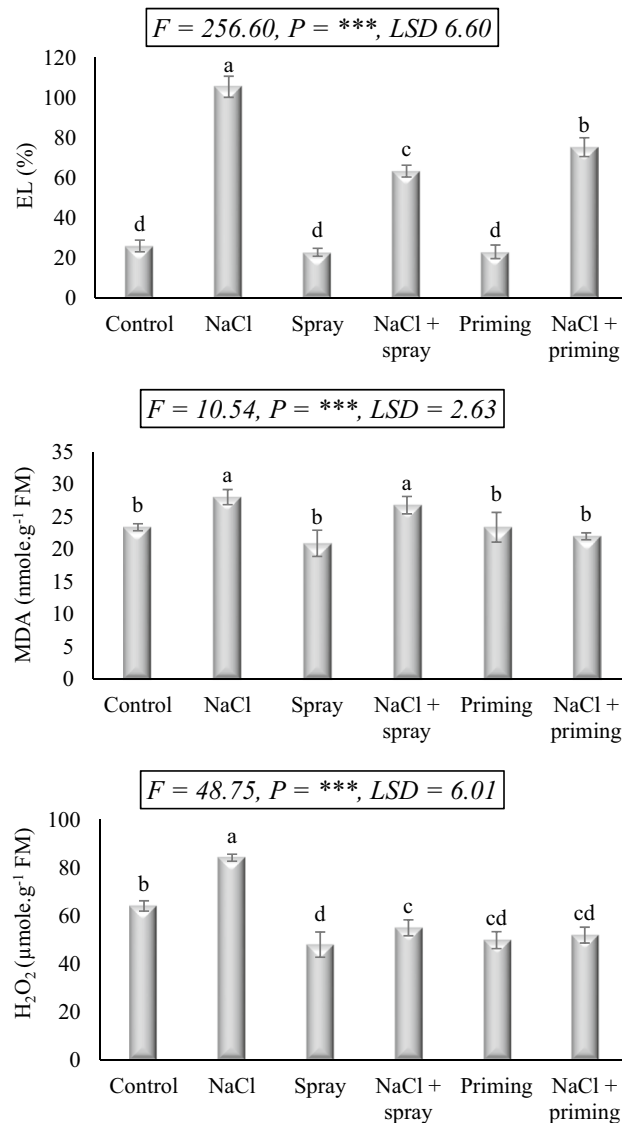 F = 256.60, P = ***, LSD 6.60
EL (%)
120
100
80
60
40
20
0
a
b
c
d
d
d
Control NaCl Spray NaCl + spray Priming NaCl + priming
F = 10.54, P = ***, LSD = 2.63
MDA (nmole.g⁻¹ FM)
35
30
25
20
15
10
5
0
b
a
b
a
b
b
Control NaCl Spray NaCl + spray Priming NaCl + priming
F = 48.75, P = ***, LSD = 6.01
H₂O₂ (µmole.g⁻¹ FM)
100
80
60
40
20
0
b
a
d
c
cd
cd
Control NaCl Spray NaCl + spray Priming NaCl + priming